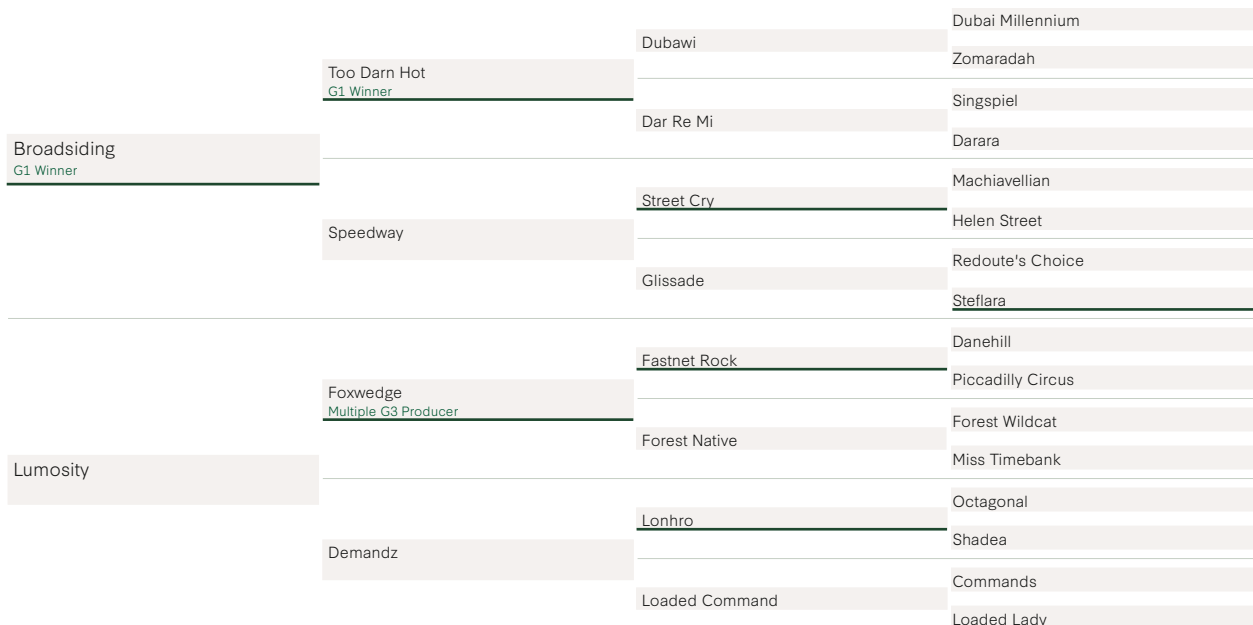 Broadsiding
G1 Winner
Too Darn Hot
G1 Winner
Dubawi
Dubai Millennium
Zomaradah
Dar Re Mi
Singspiel
Darara
Speedway
Street Cry
Machiavellian
Helen Street
Glissade
Redoute's Choice
Steflara
Lumosity
Foxwedge
Multiple G3 Producer
Fastnet Rock
Danehill
Piccadilly Circus
Forest Native
Forest Wildcat
Miss Timebank
Demandz
Lonhro
Octagonal
Shadea
Loaded Command
Commands
Loaded Lady